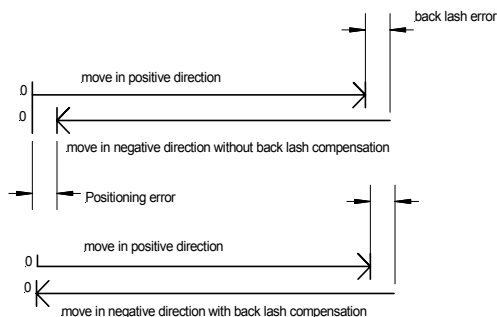 back lash error
move in positive direction
0
0
move in negative direction without back lash compensation
Positioning error
move in positive direction
0
0
move in negative direction with back lash compensation